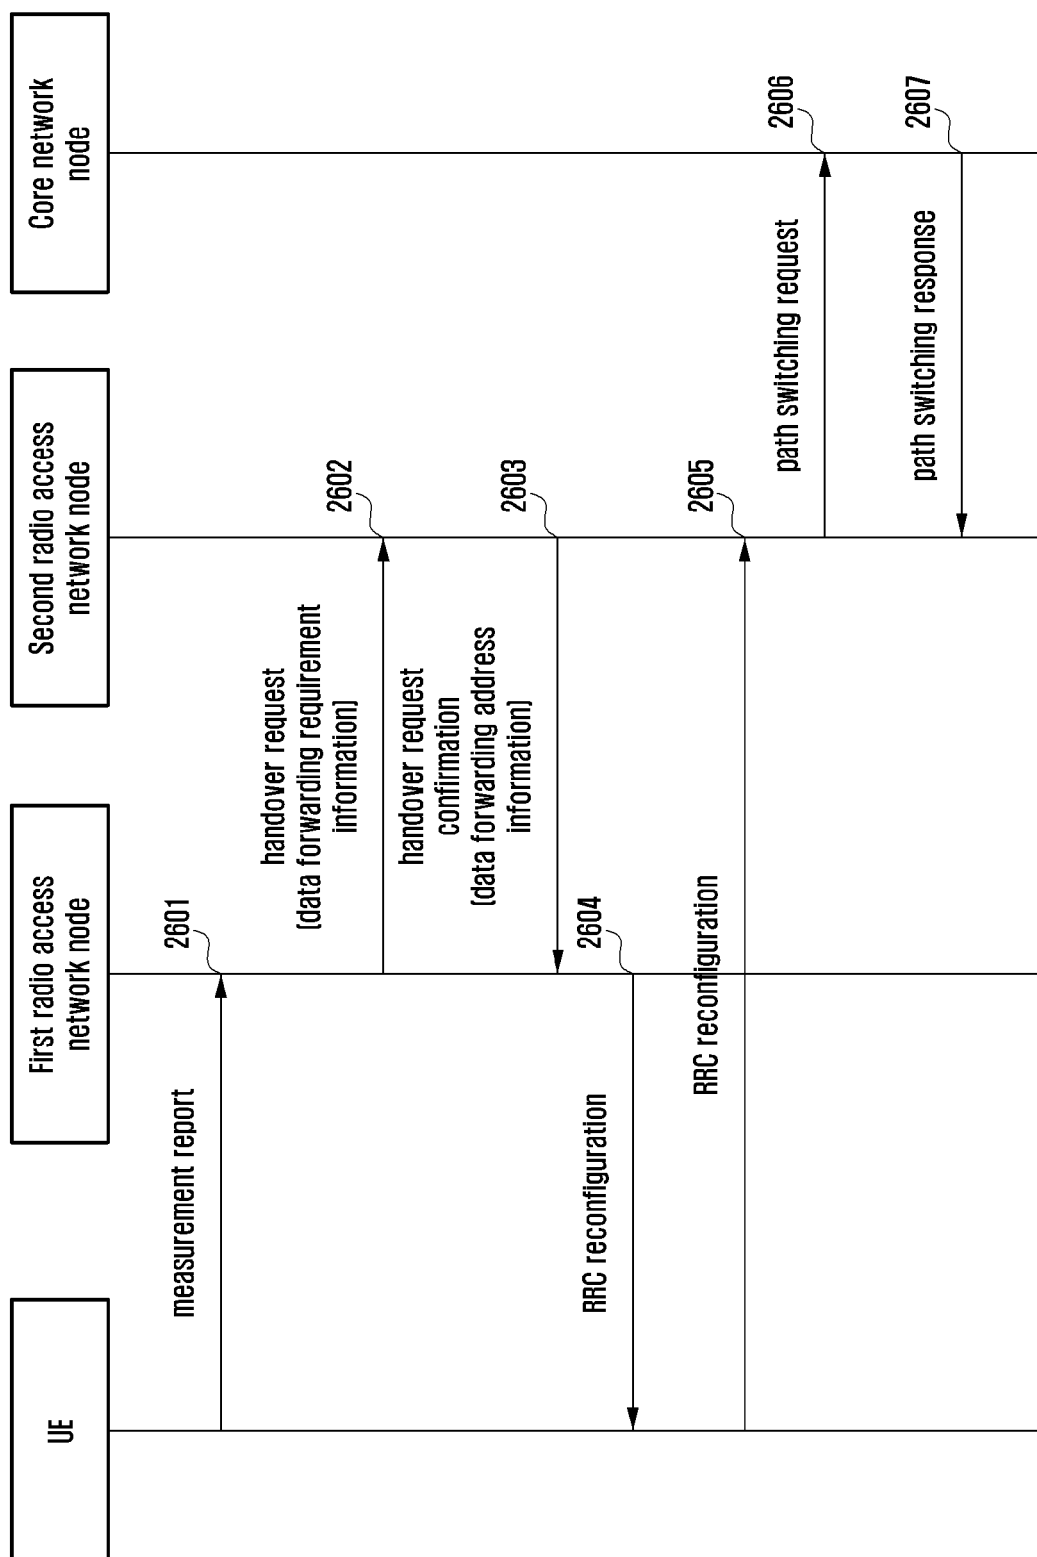 UE
First radio access
network node
Second radio access
network node
Core network
node
measurement report
2601
handover request
(data forwarding requirement
information)
2602
handover request
confirmation
(data forwarding address
information)
2603
RRC reconfiguration
2604
RRC reconfiguration
2605
path switching request
2606
path switching response
2607